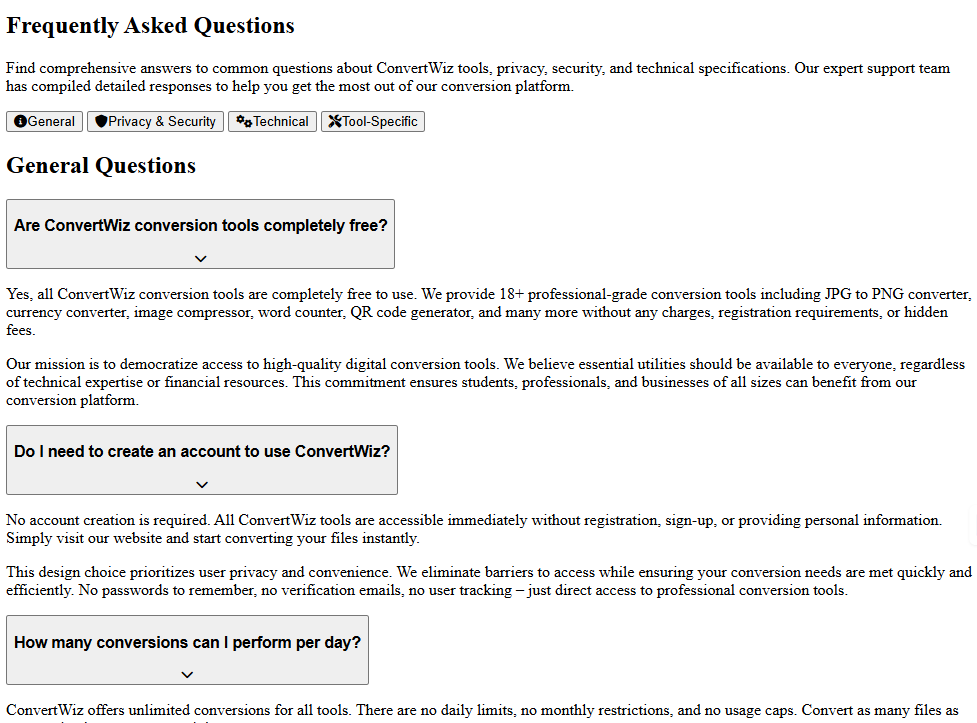 Frequently Asked Questions
Find comprehensive answers to common questions about ConvertWiz tools, privacy, security, and technical specifications. Our expert support team
has compiled detailed responses to help you get the most out of our conversion platform.
General Privacy & Security Technical Tool-Specific
General Questions
Are ConvertWiz conversion tools completely free?
Yes, all ConvertWiz conversion tools are completely free to use. We provide 18+ professional-grade conversion tools including JPG to PNG converter,
currency converter, image compressor, word counter, QR code generator, and many more without any charges, registration requirements, or hidden
fees.
Our mission is to democratize access to high-quality digital conversion tools. We believe essential utilities should be available to everyone, regardless
of technical expertise or financial resources. This commitment ensures students, professionals, and businesses of all sizes can benefit from our
conversion platform.
Do I need to create an account to use ConvertWiz?
No account creation is required. All ConvertWiz tools are accessible immediately without registration, sign-up, or providing personal information.
Simply visit our website and start converting your files instantly.
This design choice prioritizes user privacy and convenience. We eliminate barriers to access while ensuring your conversion needs are met quickly and
efficiently. No passwords to remember, no verification emails, no user tracking – just direct access to professional conversion tools.
How many conversions can I perform per day?
ConvertWiz offers unlimited conversions for all tools. There are no daily limits, no monthly restrictions, and no usage caps. Convert as many files as